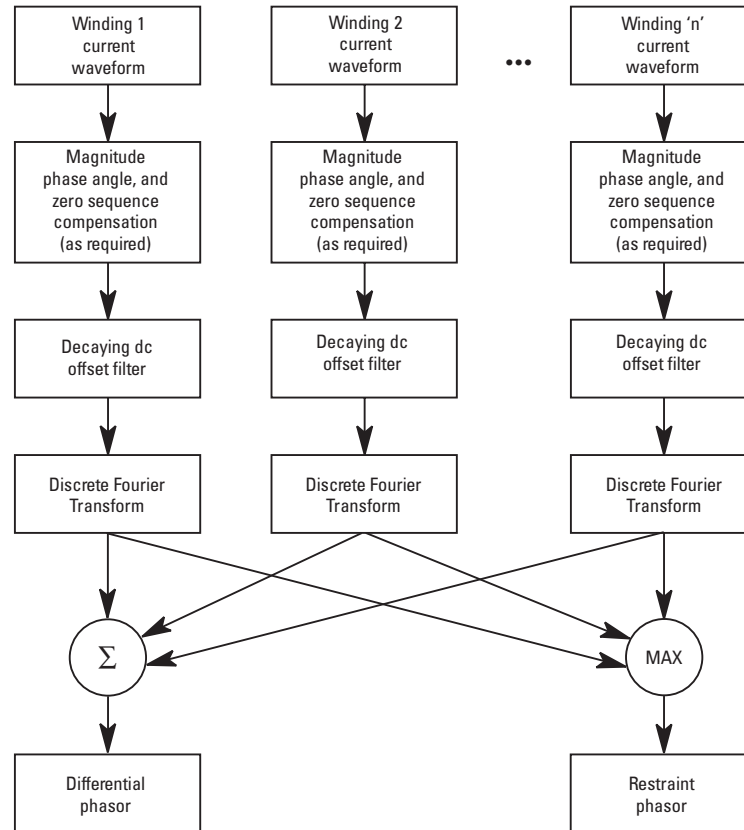 Winding 1
current
waveform
Winding 2
current
waveform
...
Winding ‘n’
current
waveform
Magnitude
phase angle, and
zero sequence
compensation
(as required)
Magnitude
phase angle, and
zero sequence
compensation
(as required)
Magnitude
phase angle, and
zero sequence
compensation
(as required)
Decaying dc
offset filter
Decaying dc
offset filter
Decaying dc
offset filter
Discrete Fourier
Transform
Discrete Fourier
Transform
Discrete Fourier
Transform
Σ
MAX
Differential
phasor
Restraint
phasor